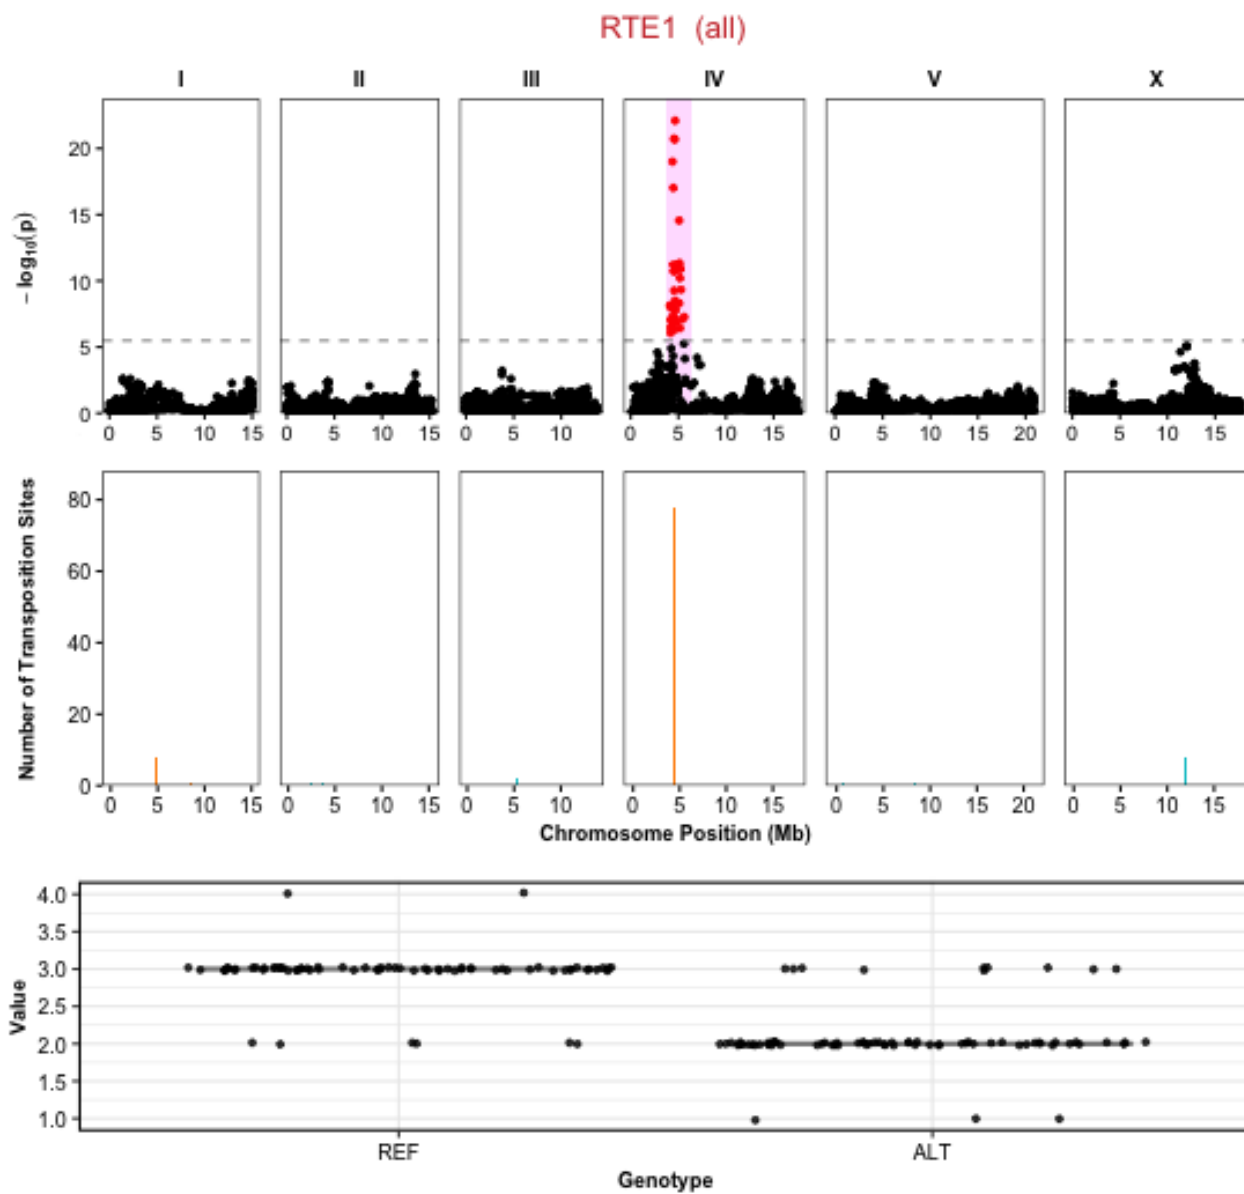 RTE1 (all)
I II III IV V X
− log₁₀(p)
20
15
10
5
0
0 5 10 15 0 5 10 15 0 5 10 0 5 10 15 0 5 10 15 20 0 5 10 15
Number of Transposition Sites
80
60
40
20
0
0 5 10 15 0 5 10 15 0 5 10 0 5 10 15 0 5 10 15 20 0 5 10 15
Chromosome Position (Mb)
Value
4.0
3.5
3.0
2.5
2.0
1.5
1.0
REF ALT
Genotype